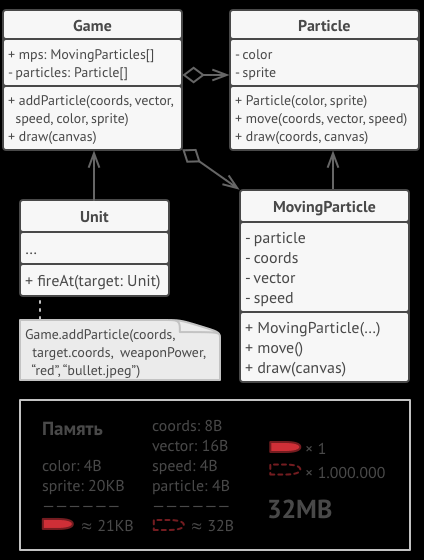 Game
+ mps: MovingParticles[]
- particles: Particle[]
+ addParticle(coords, vector,
speed, color, sprite)
+ draw(canvas)
Particle
- color
- sprite
+ Particle(color, sprite)
+ move(coords, vector, speed)
+ draw(coords, canvas)
Unit
...
+ fireAt(target: Unit)
MovingParticle
- particle
- coords
- vector
- speed
+ MovingParticle(...)
+ move()
+ draw(canvas)
Game.addParticle(coords,
target.coords, weaponPower,
“red”, “bullet.jpeg”)
Память
color: 4B
sprite: 20KB
——————
≈ 21KB
coords: 8B
vector: 16B
speed: 4B
particle: 4B
——————
≈ 32B
× 1
× 1.000.000
32MB